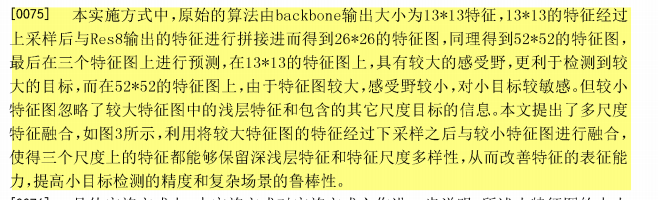 [0075] 本实施方式中,原始的算法由backbone输出大小为13*13特征,13*13的特征经过
上采样后与Res8输出的特征进行拼接进而得到26*26的特征图,同理得到52*52的特征图,
最后在三个特征图上进行预测,在13*13的特征图上,具有较大的感受野,更利于检测到较
大的目标,而在52*52的特征图上,由于特征图较大,感受野较小,对小目标较敏感。但较小
特征图忽略了较大特征图中的浅层特征和包含的其它尺度目标的信息。本文提出了多尺度
特征融合,如图3所示,利用将较大特征图的特征经过下采样之后与较小特征图进行融合,
使得三个尺度上的特征都能够保留深浅层特征和特征尺度多样性,从而改善特征的表征能
力,提高小目标检测的精度和复杂场景的鲁棒性。